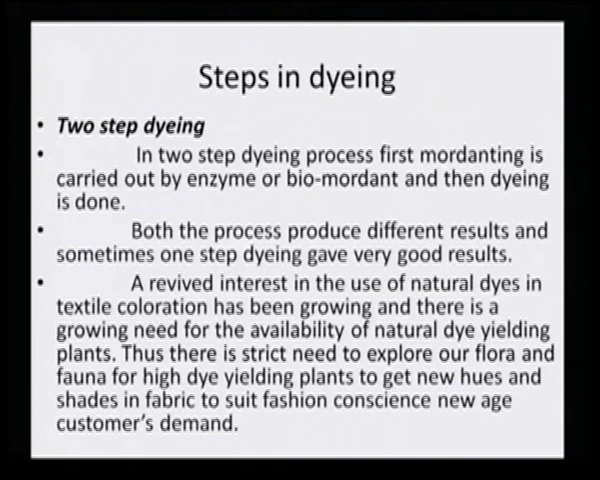 Steps in dyeing
• Two step dyeing
• In two step dyeing process first mordanting is
carried out by enzyme or bio-mordant and then dyeing
is done.
• Both the process produce different results and
sometimes one step dyeing gave very good results.
• A revived interest in the use of natural dyes in
textile coloration has been growing and there is a
growing need for the availability of natural dye yielding
plants. Thus there is strict need to explore our flora and
fauna for high dye yielding plants to get new hues and
shades in fabric to suit fashion conscience new age
customer's demand.